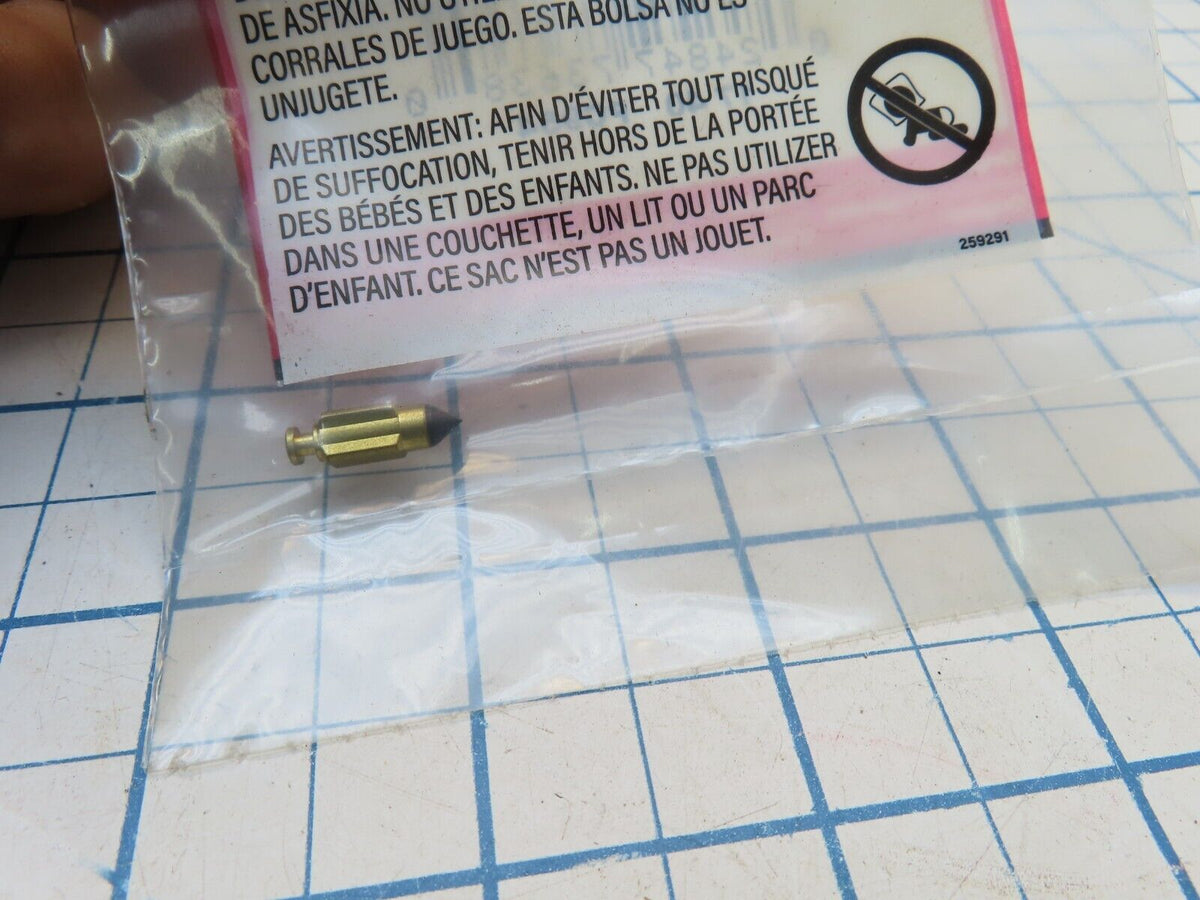 DE ASFIXIA. NO
CORRALES DE JUEGO. ESTA BOLSA NO ES
UNJUGETE.
AVERTISSEMENT: AFIN D'ÉVITER TOUT RISQUÉ
DE SUFFOCATION, TENIR HORS DE LA PORTÉE
DES BÉBÉS ET DES ENFANTS. NE PAS UTILIZER
DANS UNE COUCHETTE, UN LIT OU UN PARC
D'ENFANT. CE SAC N'EST PAS UN JOUET.
259291